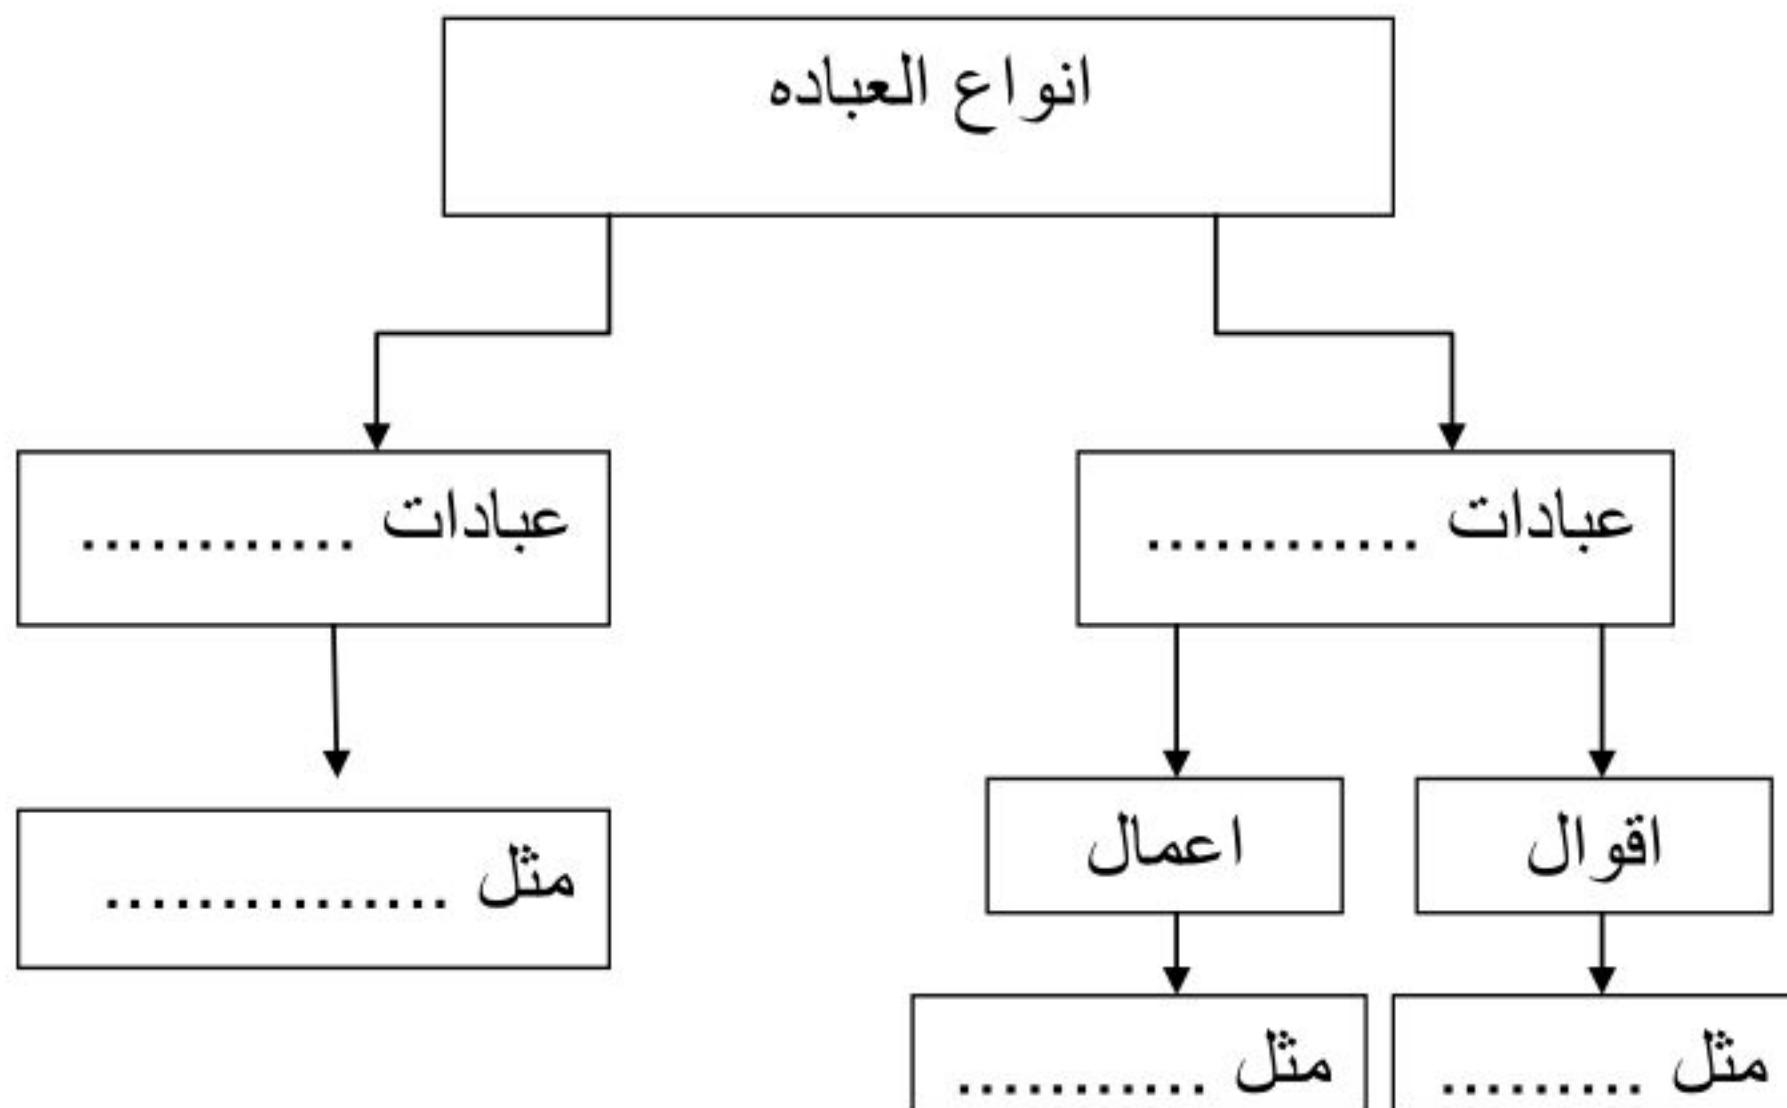 انواع العباده
عبادات ............
عبادات ............
اقوال
اعمال
مثل ...............
مثل .........
مثل ...........